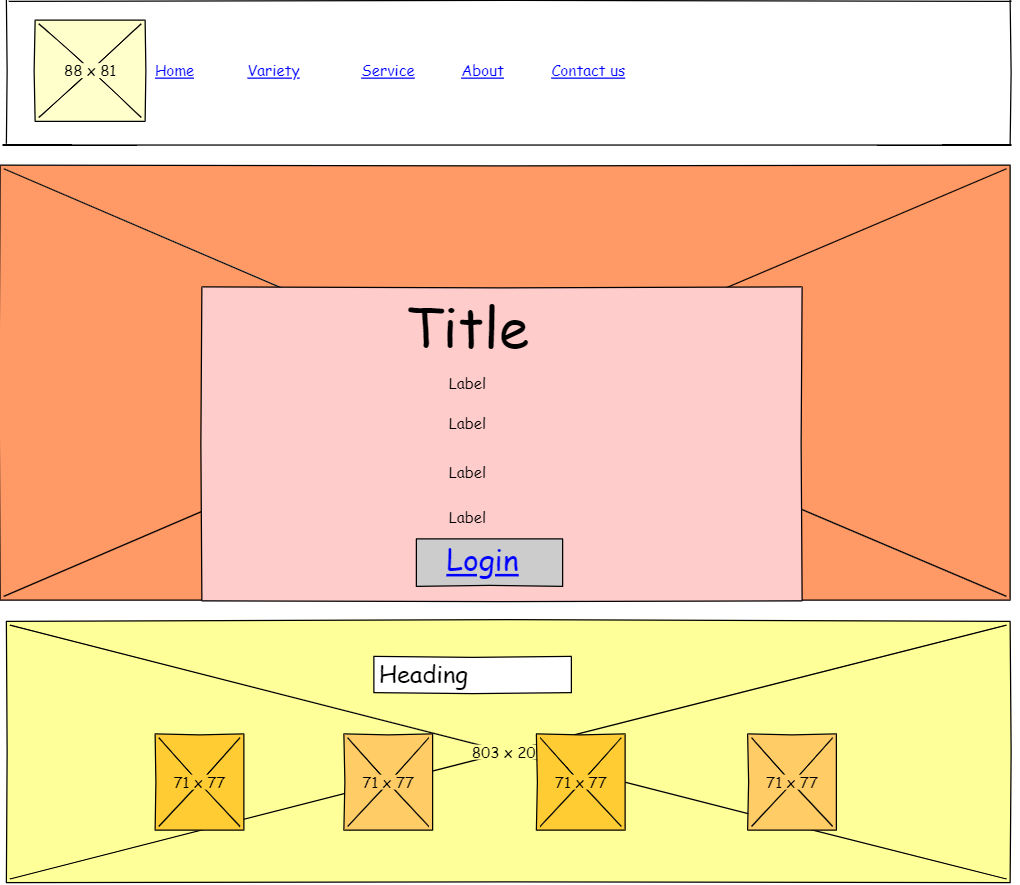 88 x 81 Home Variety Service About Contact us
Title
Label
Label
Label
Label
Login
Heading
803 x 20
71 x 77 71 x 77 71 x 77 71 x 77